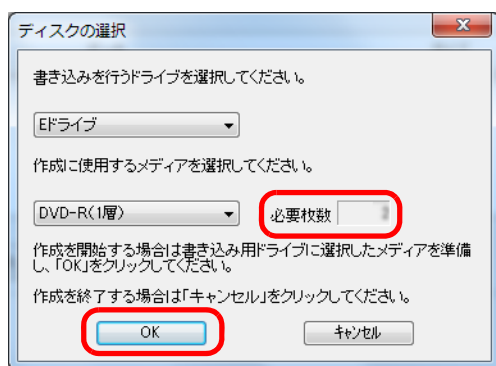 ディスクの選択
書き込みを行うドライブを選択してください。
Eドライブ
作成に使用するメディアを選択してください。
DVD-R(1層)
必要枚数
作成を開始する場合は書き込み用ドライブに選択したメディアを準備
し、「OK」をクリックしてください。
作成を終了する場合は「キャンセル」をクリックしてください。
OK
キャンセル